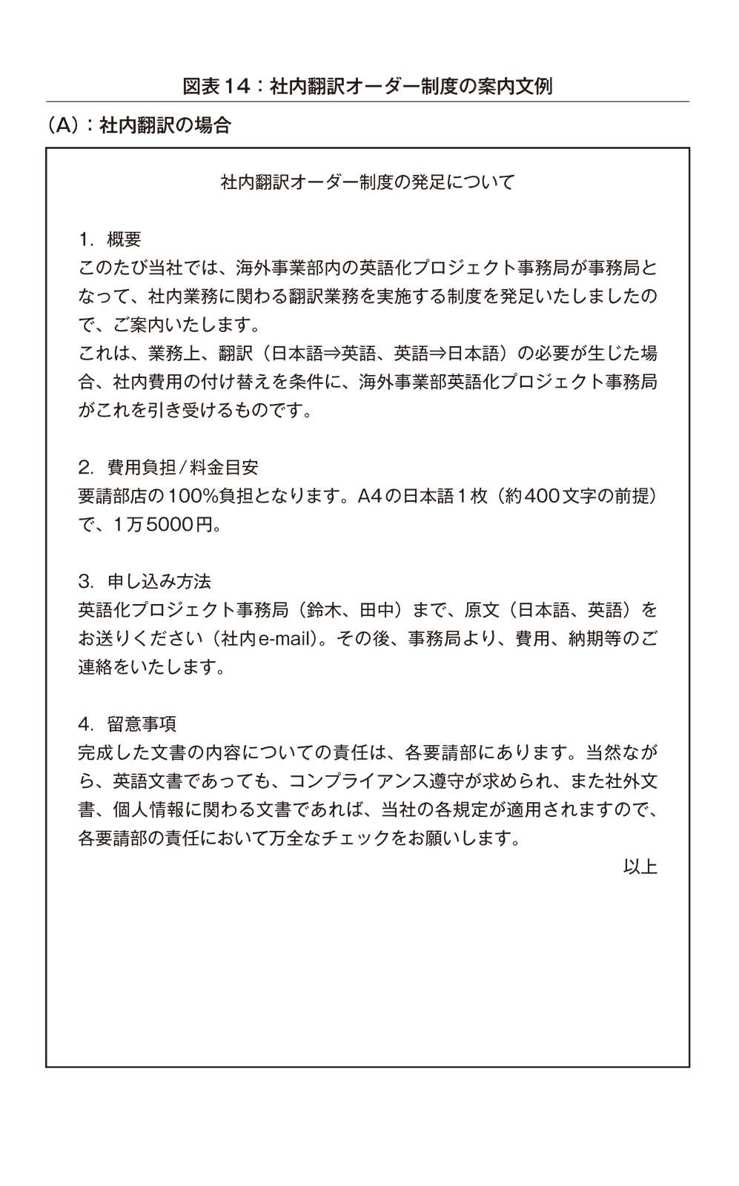 図表14：社内翻訳オーダー制度の案内文例
（A）：社内翻訳の場合
社内翻訳オーダー制度の発足について
1. 概要
このたび当社では、海外事業部内の英語化プロジェクト事務局が事務局と
なって、社内業務に関わる翻訳業務を実施する制度を発足いたしましたの
で、ご案内いたします。
これは、業務上、翻訳（日本語⇒英語、英語⇒日本語）の必要が生じた場
合、社内費用の付け替えを条件に、海外事業部英語化プロジェクト事務局
がこれを引き受けるものです。
2. 費用負担/料金目安
要請部店の100%負担となります。A4の日本語1枚（約400文字の前提）
で、1万5000円。
3. 申し込み方法
英語化プロジェクト事務局（鈴木、田中）まで、原文（日本語、英語）を
お送りください（社内e-mail）。その後、事務局より、費用、納期等のご
連絡をいたします。
4. 留意事項
完成した文書の内容についての責任は、各要請部にあります。当然なが
ら、英語文書であっても、コンプライアンス遵守が求められ、また社外文
書、個人情報に関わる文書であれば、当社の各規定が適用されますので、
各要請部の責任において万全なチェックをお願いします。
以上